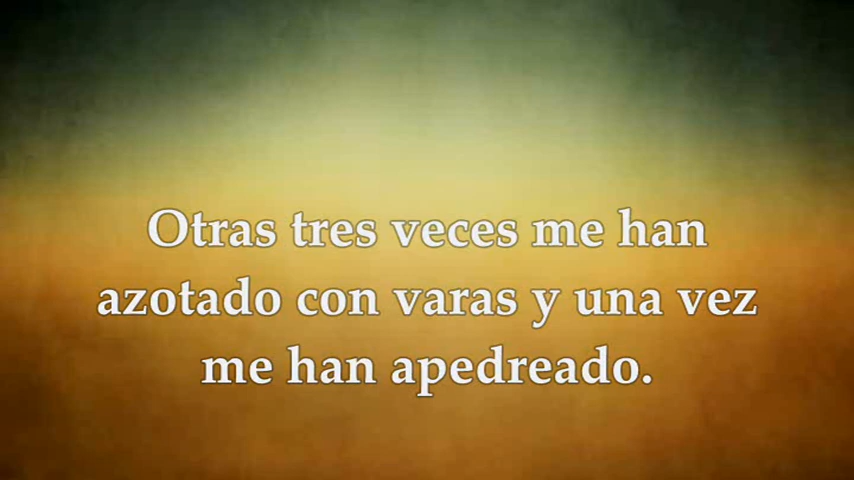 Otras tres veces me han
azotado con varas y una vez
me han apedreado.